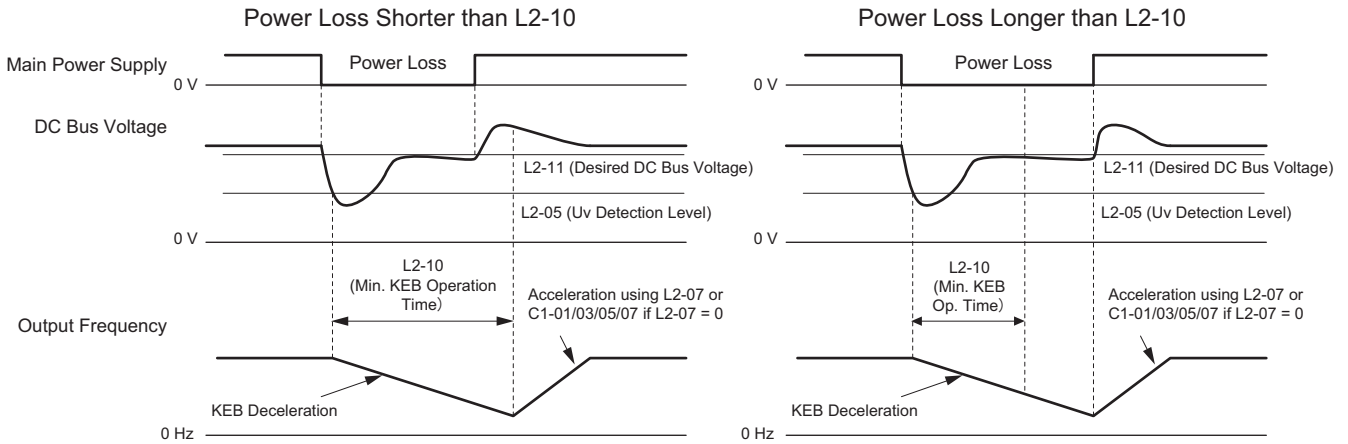 Power Loss Shorter than L2-10
Main Power Supply
Power Loss
0 V
DC Bus Voltage
L2-11 (Desired DC Bus Voltage)
L2-05 (Uv Detection Level)
0 V
L2-10
(Min. KEB Operation
Time)
Acceleration using L2-07 or
C1-01/03/05/07 if L2-07 = 0
Output Frequency
KEB Deceleration
0 Hz
Power Loss Longer than L2-10
Power Loss
0 V
L2-11 (Desired DC Bus Voltage)
L2-05 (Uv Detection Level)
0 V
L2-10
(Min. KEB
Op. Time)
Acceleration using L2-07 or
C1-01/03/05/07 if L2-07 = 0
KEB Deceleration
0 Hz